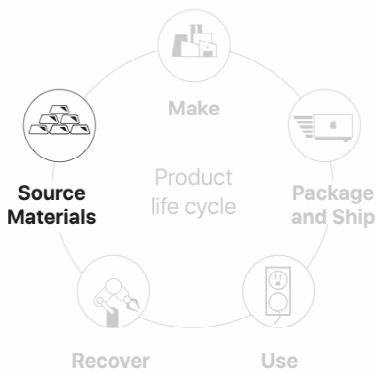 Make
Source
Materials
Product
life cycle
Package
and Ship
Recover
Use